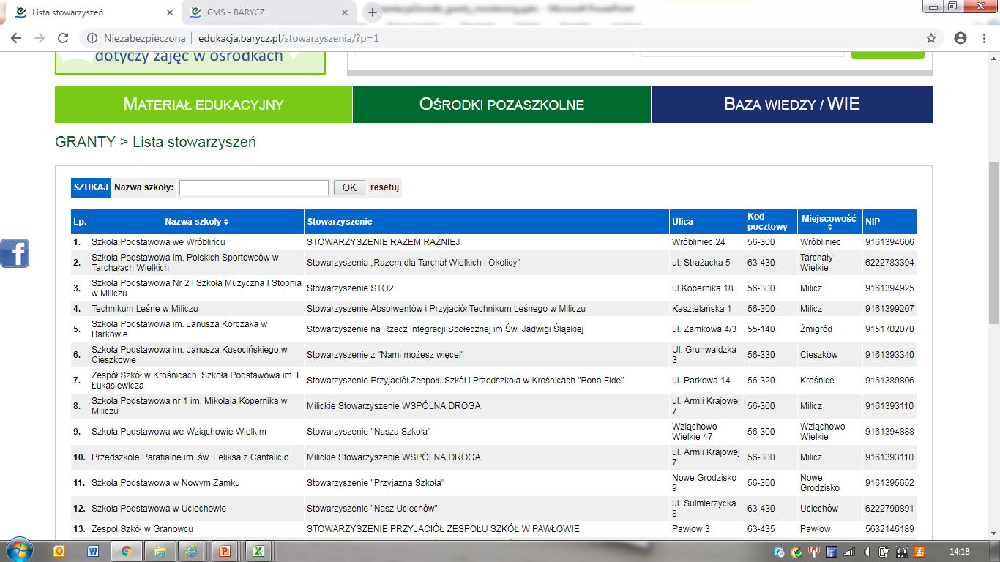 Lista stowarzyszeń
CMS - BARYCZ
Microsoft PowerPoint
Niezabezpieczona edukacja.barycz.pl/stowarzyszenia/?p=1
dotyczy zajęć w ośrodkach
MATERIAŁ EDUKACYJNY
OŚRODKI POZASZKOLNE
BAZA WIEDZY / WIE
GRANTY > Lista stowarzyszeń
SZUKAJ Nazwa szkoły: OK resetuj
Lp. Nazwa szkoły Stowarzyszenie Ulica Kod pocztowy Miejscowość NIP
1. Szkoła Podstawowa we Wróblińcu STOWARZYSZENIE RAZEM RAŹNIEJ Wróbliniec 24 56-300 Wróbliniec 9161394606
2. Szkoła Podstawowa im. Polskich Sportowców w Tarchałach Wielkich Stowarzyszenia „Razem dla Tarchał Wielkich i Okolicy” ul. Strażacka 5 63-430 Tarchały Wielkie 6222783394
3. Szkoła Podstawowa Nr 2 i Szkoła Muzyczna I Stopnia w Miliczu Stowarzyszenie STO2 ul Kopernika 18 56-300 Milicz 9161394925
4. Technikum Leśne w Miliczu Stowarzyszenie Absolwentów i Przyjaciół Technikum Leśnego w Miliczu Kasztelańska 1 56-300 Milicz 9161399207
5. Szkoła Podstawowa im. Janusza Korczaka w Barkowie Stowarzyszenie na Rzecz Integracji Społecznej im Św. Jadwigi Śląskiej ul. Zamkowa 4/3 55-140 Żmigród 9151702070
6. Szkoła Podstawowa im. Janusza Kusocińskiego w Cieszkowie Stowarzyszenie z "Nami możesz więcej" Ul. Grunwaldzka 3 56-330 Cieszków 9161393340
7. Zespół Szkół w Krośnicach, Szkoła Podstawowa im. I. Łukasiewicza Stowarzyszenie Przyjaciół Zespołu Szkół i Przedszkola w Krośnicach "Bona Fide" ul. Parkowa 14 56-320 Krośnice 9161389806
8. Szkoła Podstawowa nr 1 im. Mikołaja Kopernika w Miliczu Milickie Stowarzyszenie WSPÓLNA DROGA ul. Armii Krajowej 7 56-300 Milicz 9161393110
9. Szkoła Podstawowa we Wziąchowie Wielkim Stowarzyszenie "Nasza Szkoła" Wziąchowo Wielkie 47 56-300 Wziąchowo Wielkie 9161394888
10. Przedszkole Parafialne im. św. Feliksa z Cantalicio Milickie Stowarzyszenie WSPÓLNA DROGA ul. Armii Krajowej 7 56-300 Milicz 9161393110
11. Szkoła Podstawowa w Nowym Zamku Stowarzyszenie "Przyjazna Szkoła" Nowe Grodzisko 9 56-300 Nowe Grodzisko 9161395652
12. Szkoła Podstawowa w Uciechowie Stowarzyszenie "Nasz Uciechów" ul. Sulmierzycka 8 63-430 Uciechów 6222790891
13. Zespół Szkół w Granowcu STOWARZYSZENIE PRZYJACIÓŁ ZESPOŁU SZKÓŁ W PAWŁOWIE Pawłów 3 63-435 Pawłów 5632146189
14:18